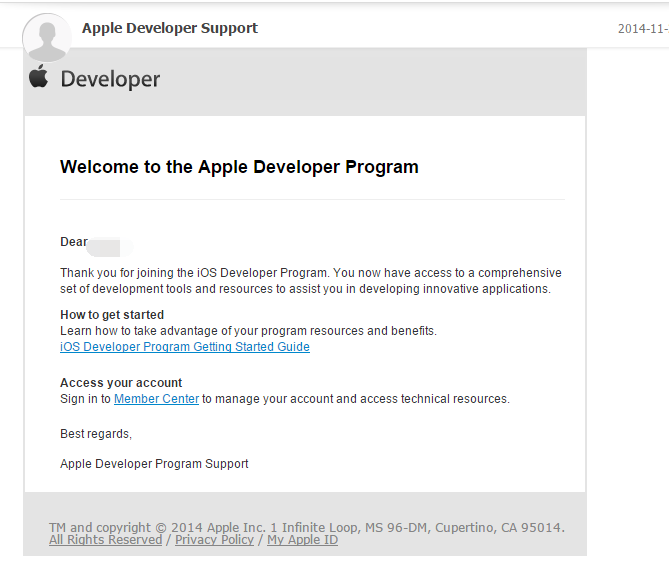 Apple Developer Support
2014-11-
Developer
Welcome to the Apple Developer Program
Dear
Thank you for joining the iOS Developer Program. You now have access to a comprehensive
set of development tools and resources to assist you in developing innovative applications.
How to get started
Learn how to take advantage of your program resources and benefits.
iOS Developer Program Getting Started Guide
Access your account
Sign in to Member Center to manage your account and access technical resources.
Best regards,
Apple Developer Program Support
TM and copyright © 2014 Apple Inc. 1 Infinite Loop, MS 96-DM, Cupertino, CA 95014.
All Rights Reserved / Privacy Policy / My Apple ID